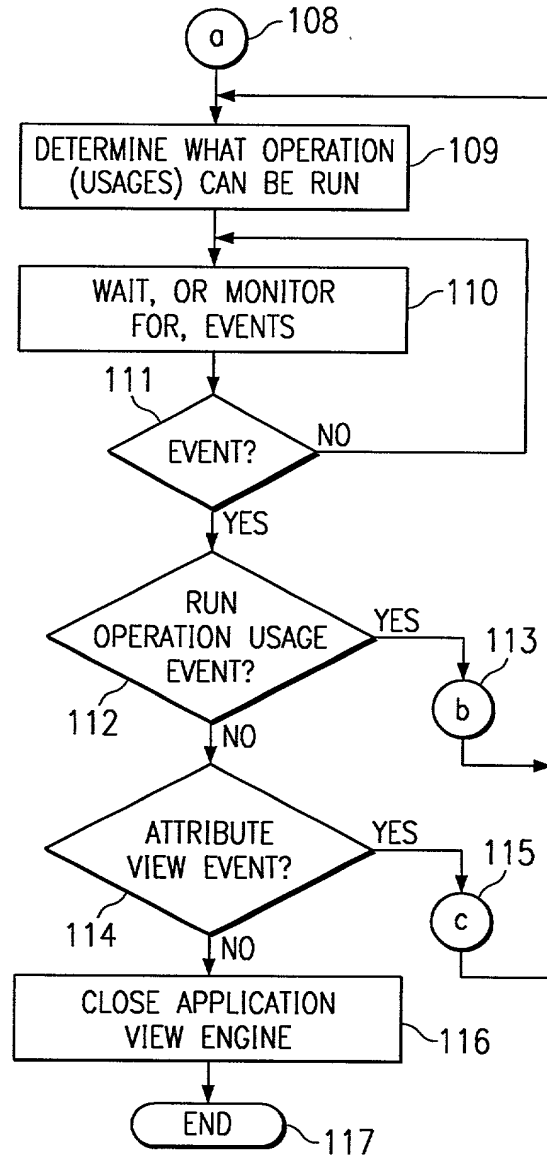 a
108
DETERMINE WHAT OPERATION
(USAGES) CAN BE RUN
109
WAIT, OR MONITOR
FOR, EVENTS
110
111
EVENT?
NO
YES
RUN
OPERATION USAGE
EVENT?
YES
112
113
b
NO
ATTRIBUTE
VIEW EVENT?
YES
114
115
c
NO
CLOSE APPLICATION
VIEW ENGINE
116
END
117